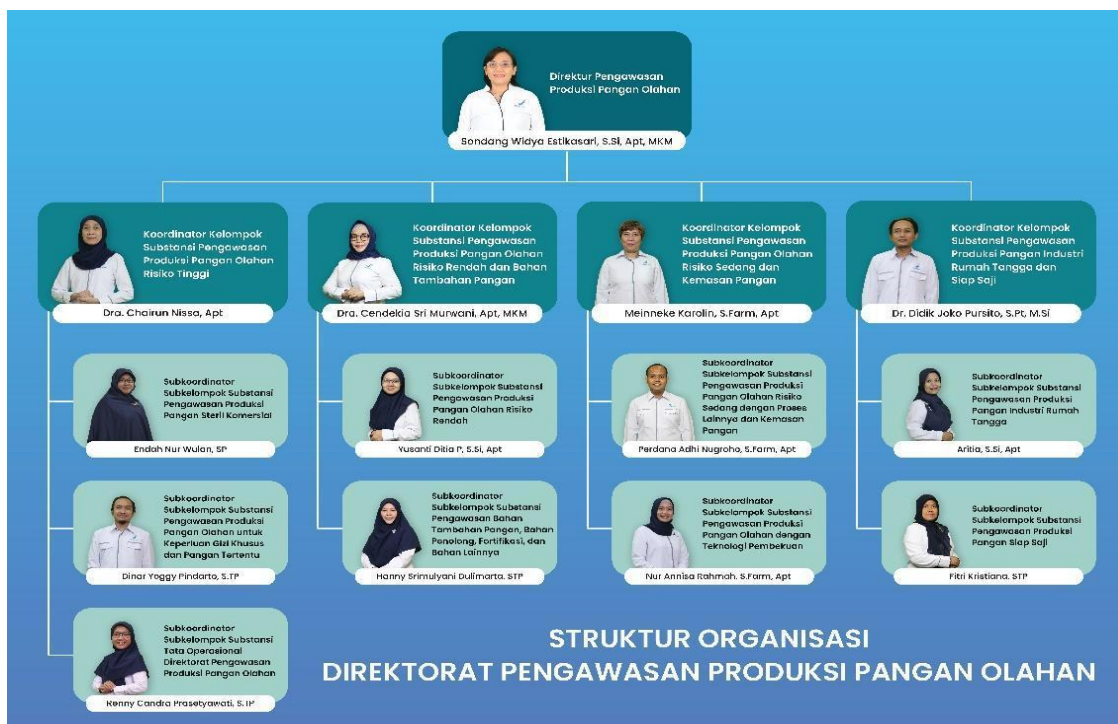 Direktur Pengawasan
Produksi Pangan Olahan
Sondang Widya Estikasari, S.Si, Apt, MKM
Koordinator Kelompok
Substansi Pengawasan
Produksi Pangan Olahan
Risiko Tinggi
Dra. Chairun Nissa, Apt
Koordinator Kelompok
Substansi Pengawasan
Produksi Pangan Olahan
Risiko Rendah dan Bahan
Tambahan Pangan
Dra. Cendekia Sri Murwani, Apt, MKM
Koordinator Kelompok
Substansi Pengawasan
Produksi Pangan Olahan
Risiko Sedang dan
Kemasan Pangan
Meinneke Karolin, S.Farm, Apt
Koordinator Kelompok
Substansi Pengawasan
Produksi Pangan Industri
Rumah Tangga dan
Siap Saji
Dr. Didik Joko Pursito, S.Pt, M.Si
Subkoordinator
Subkelompok Substansi
Pengawasan Produksi
Pangan Steril Komersial
Endah Nur Wulan, SP
Subkoordinator
Subkelompok Substansi
Pengawasan Produksi
Pangan Olahan Risiko
Rendah
Yusanti Ditia P, S.Si, Apt
Subkoordinator
Subkelompok Substansi
Pengawasan Produksi
Pangan Olahan Risiko
Sedang dengan Proses
Lainnya dan Kemasan
Pangan
Perdana Adhi Nugroho, S.Farm, Apt
Subkoordinator
Subkelompok Substansi
Pengawasan Produksi
Pangan Industri Rumah
Tangga
Aritia, S.Si, Apt
Subkoordinator
Subkelompok Substansi
Pengawasan Produksi
Pangan Olahan untuk
Keperluan Gizi Khusus
dan Pangan Tertentu
Dinar Yoggy Pindarto, S.TP
Subkoordinator
Subkelompok Substansi
Pengawasan Bahan
Tambahan Pangan, Bahan
Penolong, Fortifikasi, dan
Bahan Lainnya
Hanny Srimulyani Dulimarta, STP
Subkoordinator
Subkelompok Substansi
Pengawasan Produksi
Pangan Olahan dengan
Teknologi Pembekuan
Nur Annisa Rahmah, S.Farm, Apt
Subkoordinator
Subkelompok Substansi
Pengawasan Produksi
Pangan Siap Saji
Fitri Kristiana, STP
Subkoordinator
Subkelompok Substansi
Tata Operasional
Direktorat Pengawasan
Produksi Pangan Olahan
Renny Candra Prasetyawati, S.TP
STRUKTUR ORGANISASI
DIREKTORAT PENGAWASAN PRODUKSI PANGAN OLAHAN